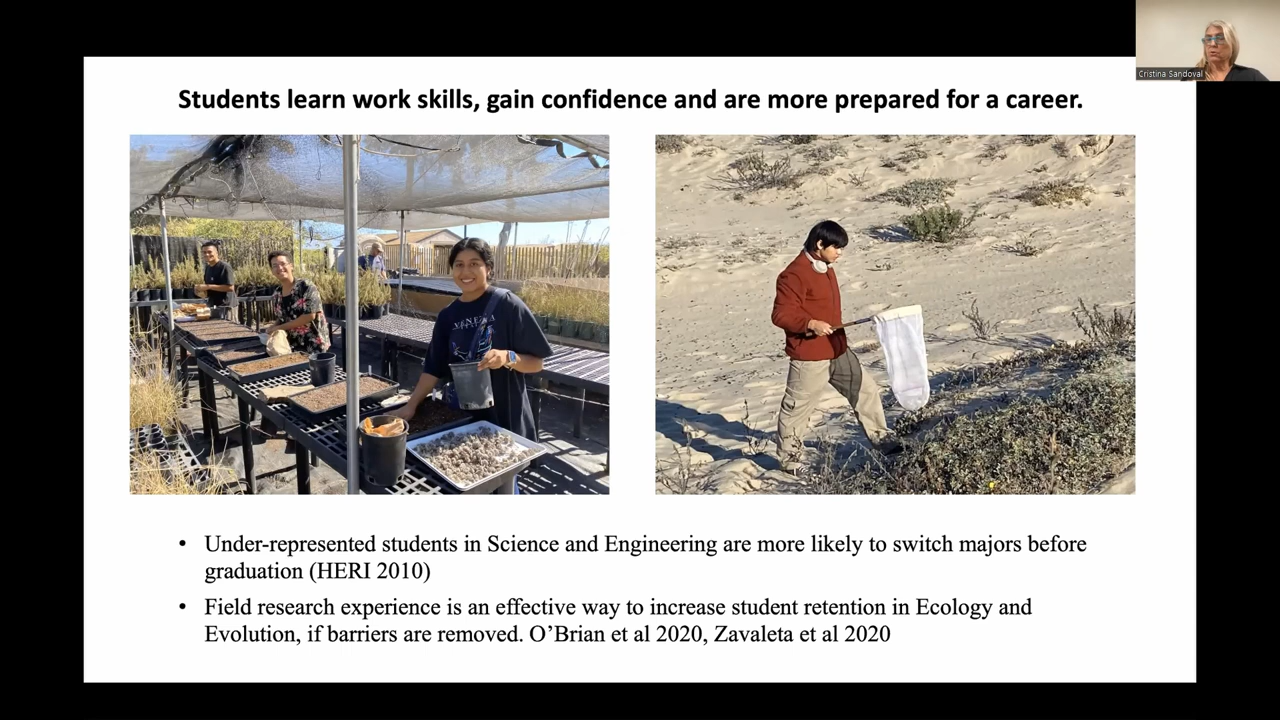 Cristina Sandoval
Students learn work skills, gain confidence and are more prepared for a career.
• Under-represented students in Science and Engineering are more likely to switch majors before
graduation (HERI 2010)
• Field research experience is an effective way to increase student retention in Ecology and
Evolution, if barriers are removed. O’Brian et al 2020, Zavaleta et al 2020